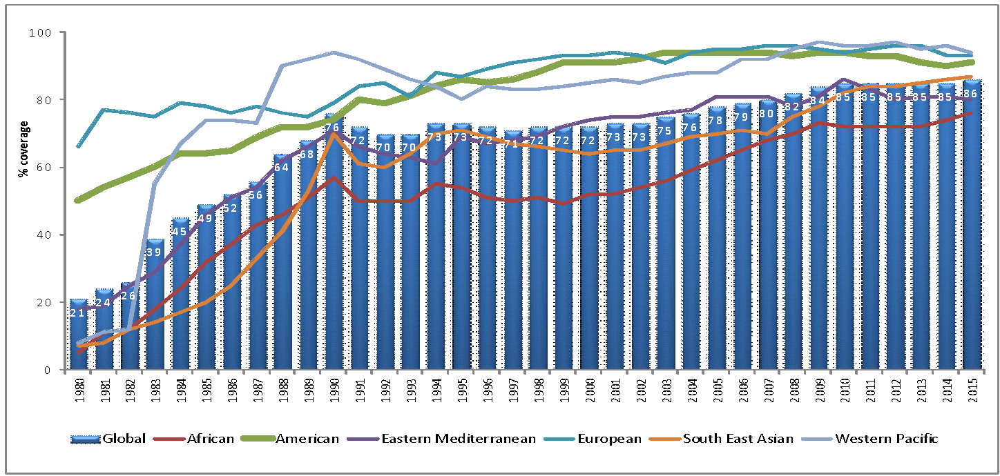 % coverage
100
80
60
40
20
0
21 24 26 39 45 49 52 56 64 68 76 72 70 70 73 73 72 71 72 72 72 73 73 75 76 78 79 80 82 84 85 85 85 85 85 86
1980 1981 1982 1983 1984 1985 1986 1987 1988 1989 1990 1991 1992 1993 1994 1995 1996 1997 1998 1999 2000 2001 2002 2003 2004 2005 2006 2007 2008 2009 2010 2011 2012 2013 2014 2015
Global African American Eastern Mediterranean European South East Asian Western Pacific